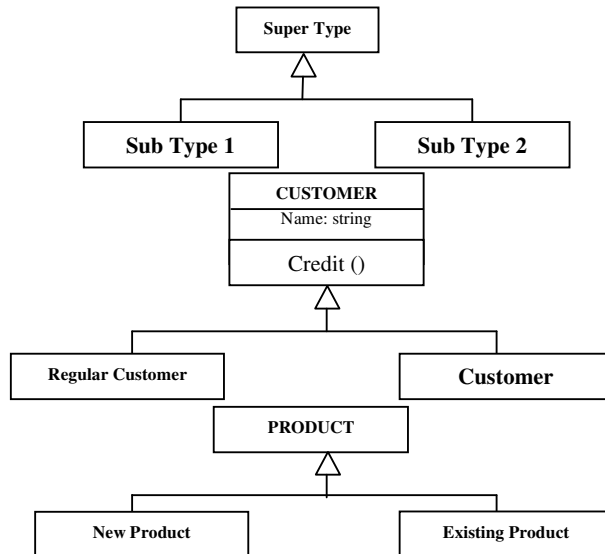 Super Type
Sub Type 1
Sub Type 2
CUSTOMER
Name: string
Credit ()
Regular Customer
Customer
PRODUCT
New Product
Existing Product